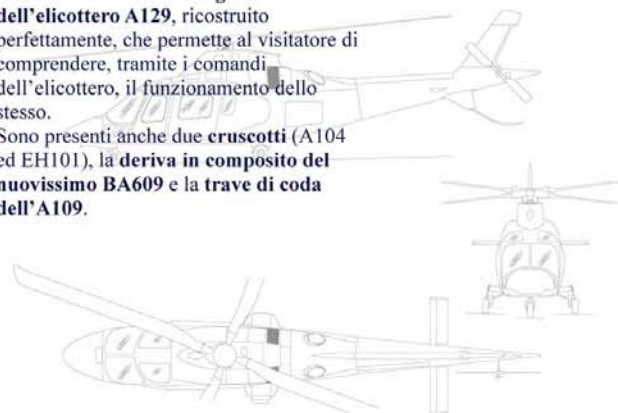 dell'elicottero A129, ricostruito
perfettamente, che permette al visitatore di
comprendere, tramite i comandi
dell'elicottero, il funzionamento dello
stesso.
Sono presenti anche due cruscotti (A104
ed EH101), la deriva in composito del
nuovissimo BA609 e la trave di coda
dell'A109.